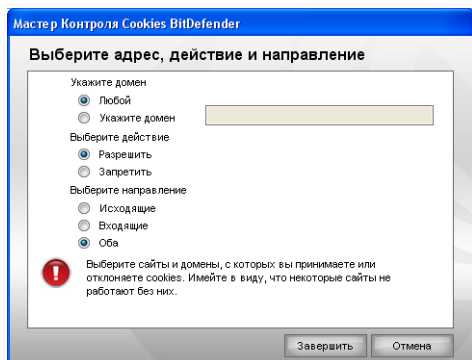 Мастер Контроля Cookies BitDefender
Выберите адрес, действие и направление
Укажите домен
Любой
Укажите домен
Выберите действие
Разрешить
Запретить
Выберите направление
Исходящие
Входящие
Оба
Выберите сайты и домены, с которых вы принимаете или
отклоняете cookies. Имейте в виду, что некоторые сайты не
работают без них.
Завершить Отмена